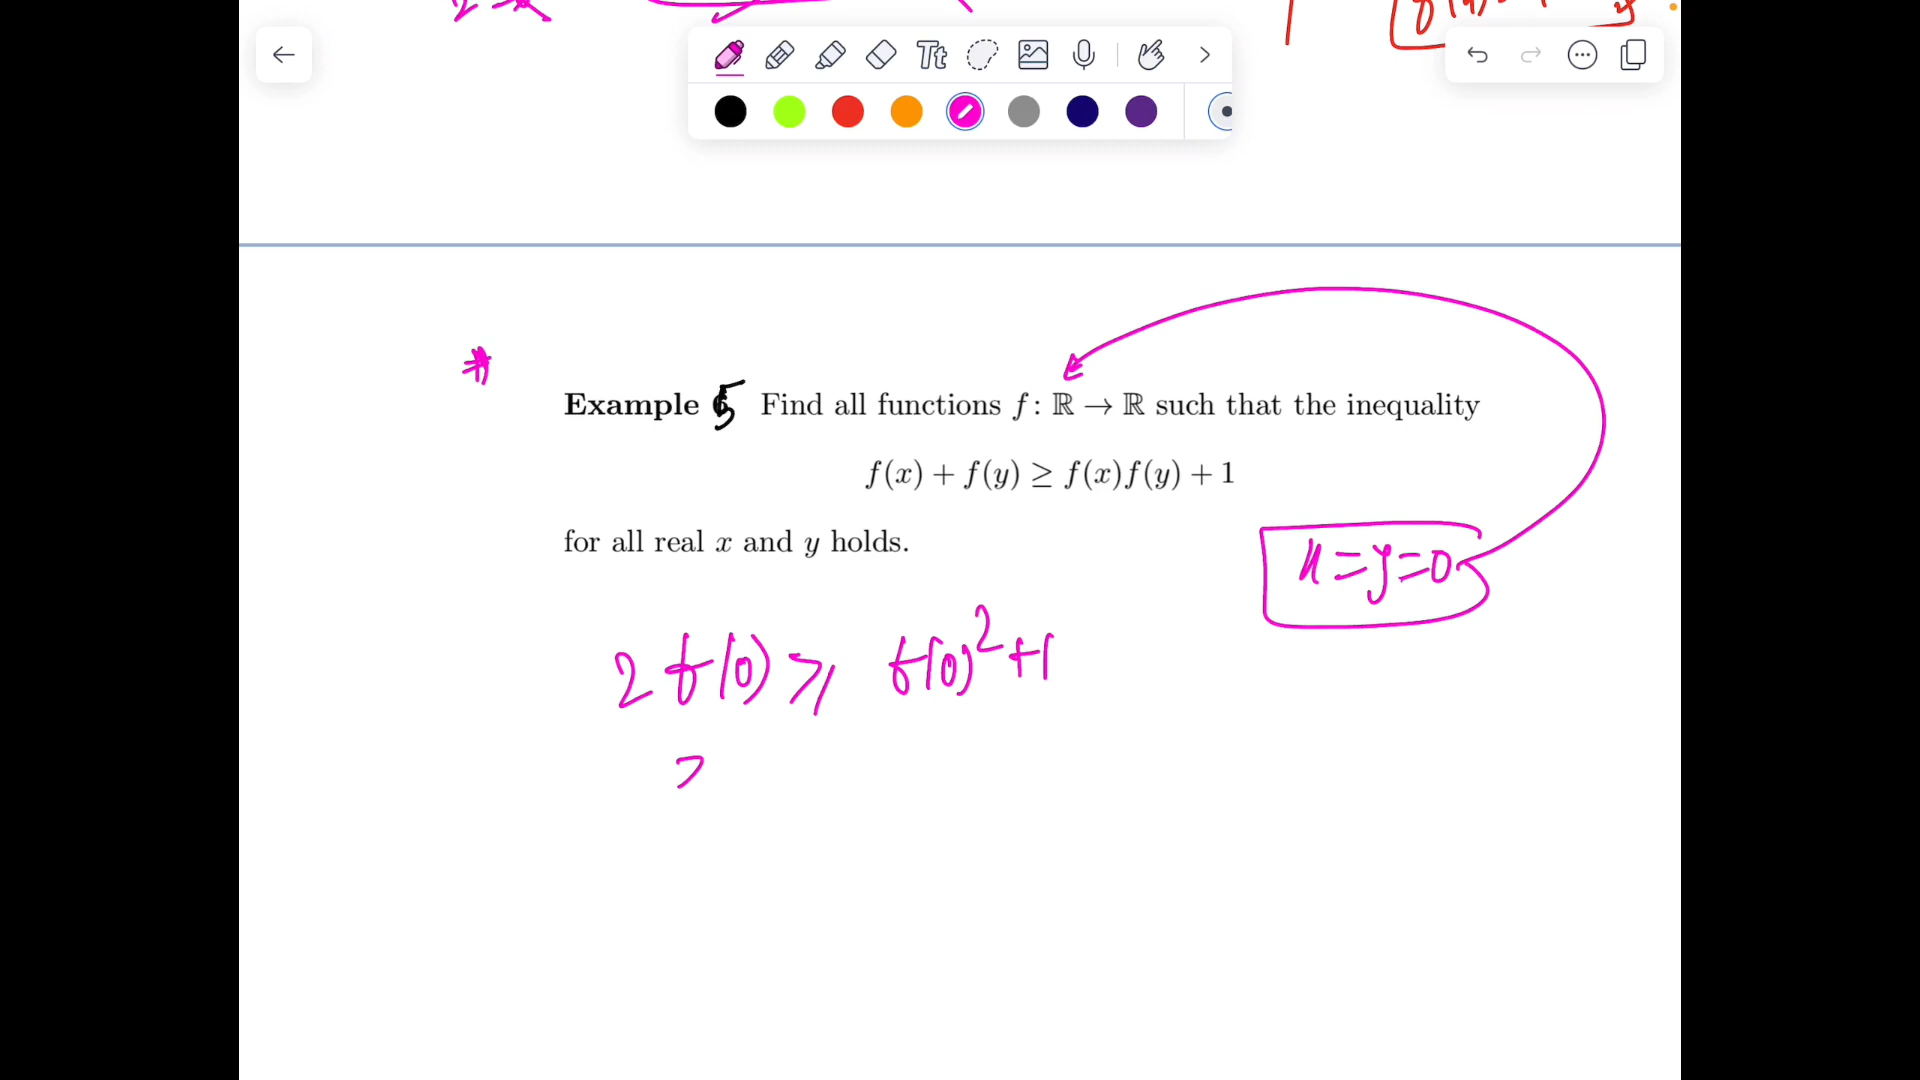 Tt
Example 5 Find all functions f: ℝ → ℝ such that the inequality
f(x) + f(y) ≥ f(x)f(y) + 1
for all real x and y holds.
x=y=0
2f(0) ≥ f(0)²+1